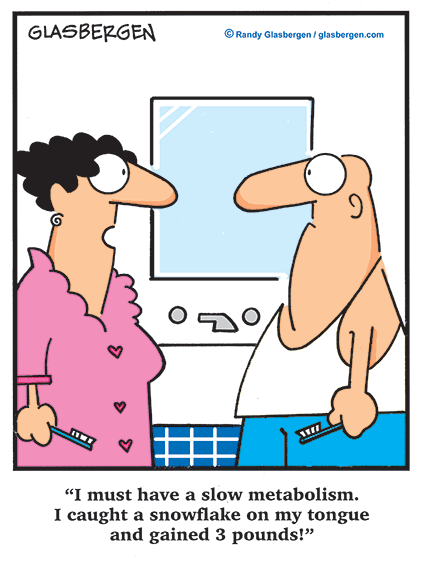 GLASBERGEN
© Randy Glasbergen / glasbergen.com
“I must have a slow metabolism.
I caught a snowflake on my tongue
and gained 3 pounds!”